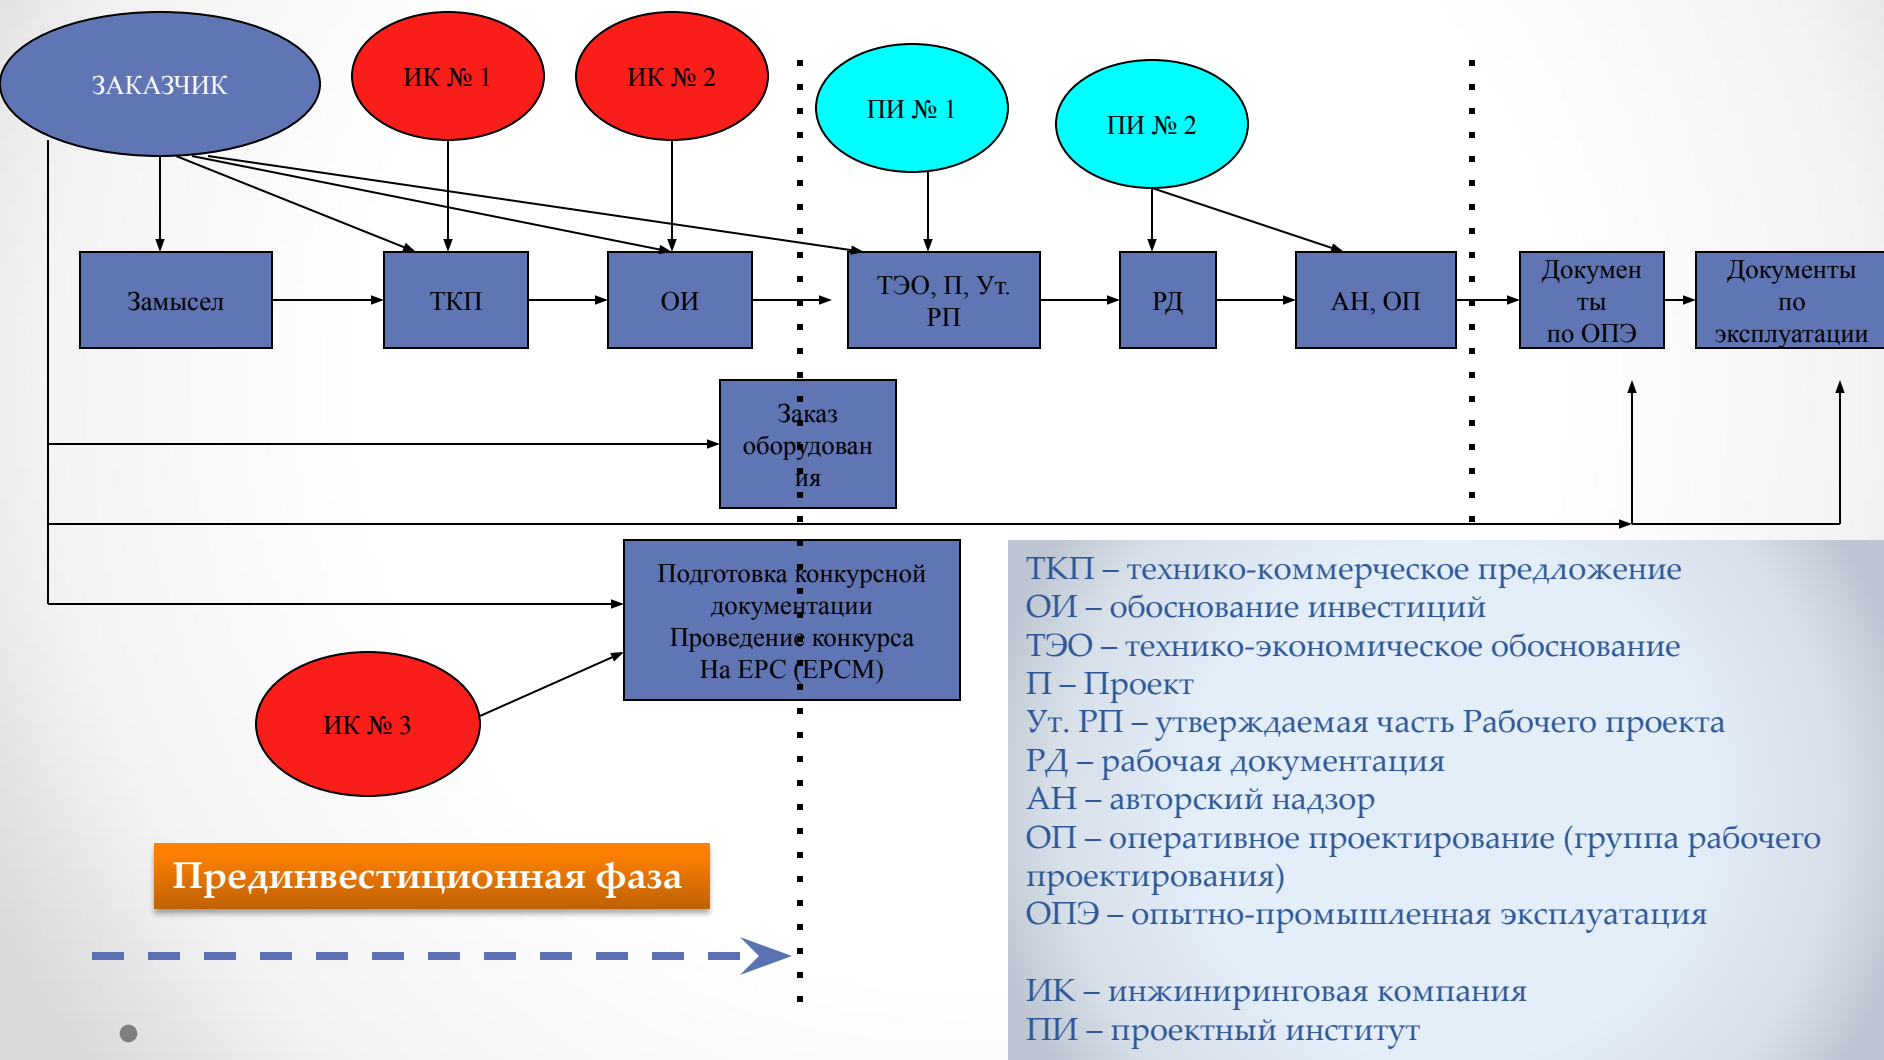 ЗАКАЗЧИК
ИК № 1
ИК № 2
ПИ № 1
ПИ № 2
Замысел
ТКП
ОИ
ТЭО, П, Ут.
РП
РД
АН, ОП
Докумен
ты
по ОПЭ
Документы
по
эксплуатации
Заказ
оборудован
ия
Подготовка конкурсной
документации
Проведение конкурса
На ЕРС (ЕРСМ)
ИК № 3
Прединвестиционная фаза
ТКП – технико-коммерческое предложение
ОИ – обоснование инвестиций
ТЭО – технико-экономическое обоснование
П – Проект
Ут. РП – утверждаемая часть Рабочего проекта
РД – рабочая документация
АН – авторский надзор
ОП – оперативное проектирование (группа рабочего
проектирования)
ОПЭ – опытно-промышленная эксплуатация
ИК – инжиниринговая компания
ПИ – проектный институт